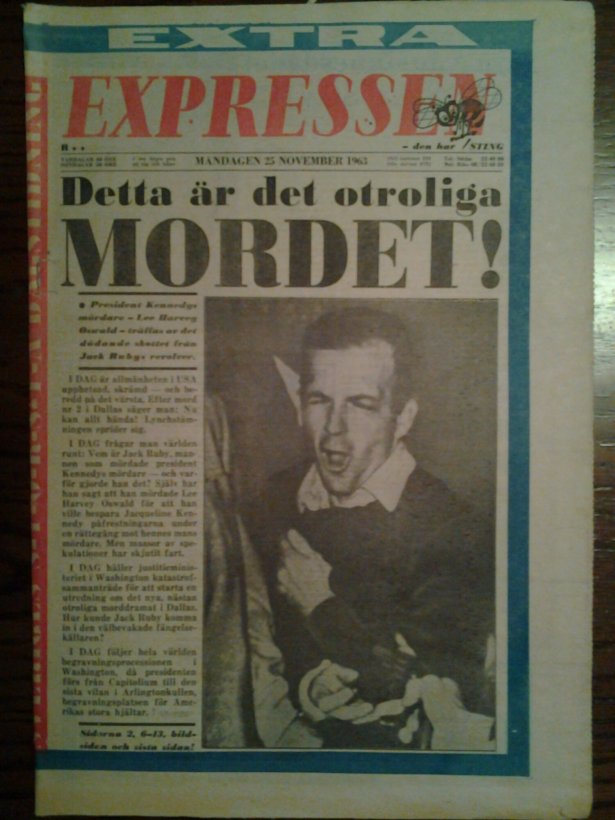 EXTRA
EXPRESSEN
– den har STING
MÅNDAGEN 25 NOVEMBER 1963
Detta är det otroliga
MORDET!
● President Kennedys
mördare – Lee Harvey
Oswald – träffas av det
dödande skottet från
Jack Rubys revolver.
I DAG är allmänheten i USA
upphetsad, skrämd — och be-
redd på det värsta. Efter mord
nr 2 i Dallas säger man: Nu
kan allt hända! Lynchstäm-
ningen sprider sig.
I DAG frågar man världen
runt: Vem är Jack Ruby, man-
nen som mördade president
Kennedys mördare — och var-
för gjorde han det? Själv har
han sagt att han mördade Lee
Harvey Oswald för att han
ville bespara Jacqueline Ken-
nedy påfrestningarna under
en rättegång mot hennes mans
mördare. Men massor av spe-
kulationer har skjutit fart.
I DAG håller justitieminis-
teriet i Washington katastrof-
sammanträde för att starta en
utredning om det nya, nästan
otroliga morddramat i Dallas.
Hur kunde Jack Ruby komma
in i den välbevakade fängelse-
källaren?
I DAG följer hela världen
begravningsprocessionen i
Washington, då presidenten
förs från Capitolium till den
sista vilan i Arlingtonkullen,
begravningsplatsen för Ame-
rikas stora hjältar.
Sidorna 2, 6–13, bild-
siden och sista sidan!